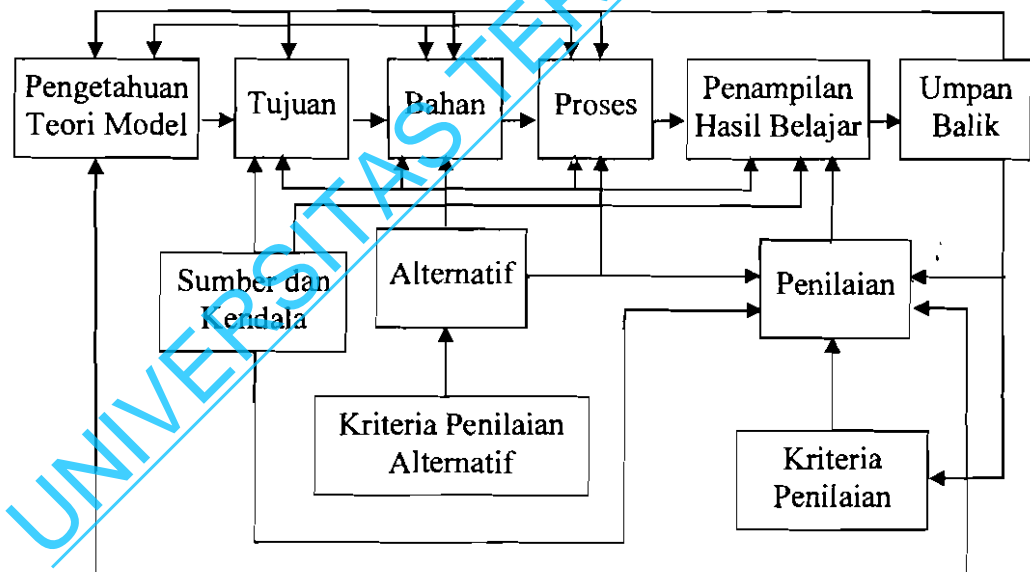 Pengetahuan
Teori Model
Tujuan
Bahan
Proses
Penampilan
Hasil Belajar
Umpan
Balik
Sumber dan
Kendala
Alternatif
Penilaian
Kriteria Penilaian
Alternatif
Kriteria
Penilaian
UNIVERSITAS TER